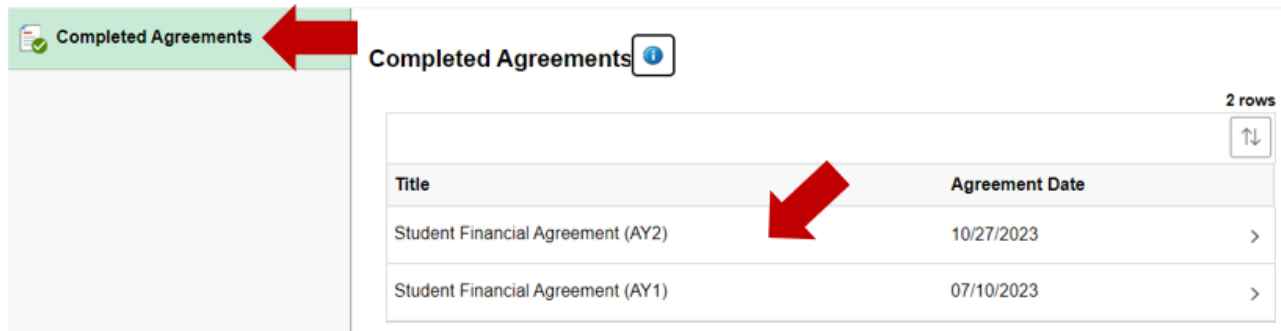 Completed Agreements
Completed Agreements
2 rows
Title Agreement Date
Student Financial Agreement (AY2) 10/27/2023
Student Financial Agreement (AY1) 07/10/2023